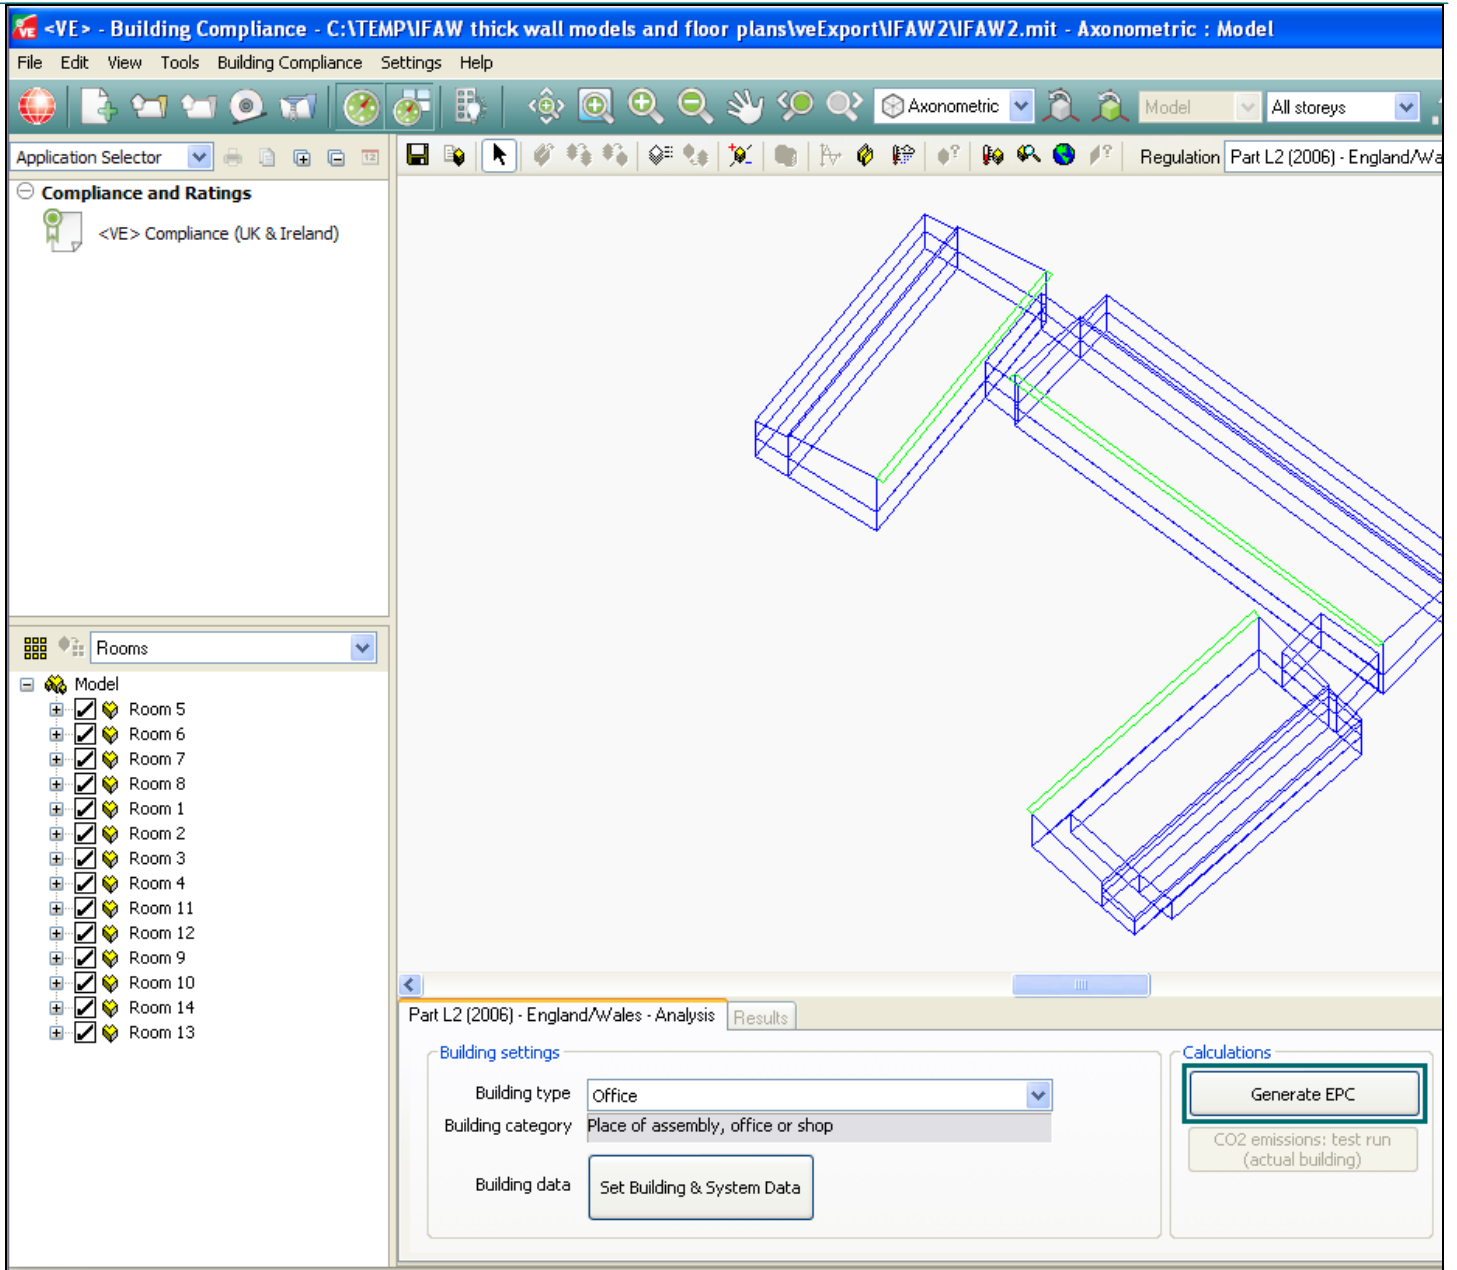 <VE> - Building Compliance - C:\TEMP\IFAW thick wall models and floor plans\veExport\IFAW2\IFAW2.mit - Axonometric : Model
File Edit View Tools Building Compliance Settings Help
Axonometric Model All storeys
Application Selector Regulation Part L2 (2006) - England/Wa
Compliance and Ratings
<VE> Compliance (UK & Ireland)
Rooms
Model
Room 5
Room 6
Room 7
Room 8
Room 1
Room 2
Room 3
Room 4
Room 11
Room 12
Room 9
Room 10
Room 14
Room 13
Part L2 (2006) - England/Wales - Analysis Results
Building settings
Building type Office
Building category Place of assembly, office or shop
Building data Set Building & System Data
Calculations
Generate EPC
CO2 emissions: test run
(actual building)